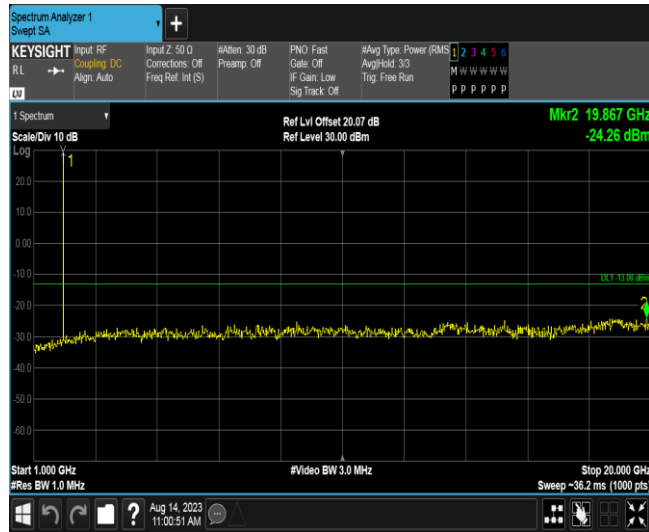 Spectrum Analyzer 1
Swept SA
+
KEYSIGHT Input: RF Input Z: 50 Ω #Atten: 30 dB PNO: Fast #Avg Type: Power (RMS 1 2 3 4 5 6
RL Coupling: DC Corrections: Off Preamp: Off Gate: Off Avg|Hold: 3/3 M W W W W W
Align: Auto Freq Ref: Int (S) IF Gain: Low Trig: Free Run
Sig Track: Off P P P P P P
LXI
1 Spectrum Ref Lvl Offset 20.07 dB Mkr2 19.867 GHz
Scale/Div 10 dB Ref Level 30.00 dBm -24.26 dBm
Log
1
20.0
10.0
0.00
-10.0
DL1 -13.00 dBm
-20.0
2
-30.0
-40.0
-50.0
-60.0
Start 1.000 GHz #Video BW 3.0 MHz Stop 20.000 GHz
#Res BW 1.0 MHz Sweep ~36.2 ms (1000 pts)
? Aug 14, 2023
11:00:51 AM